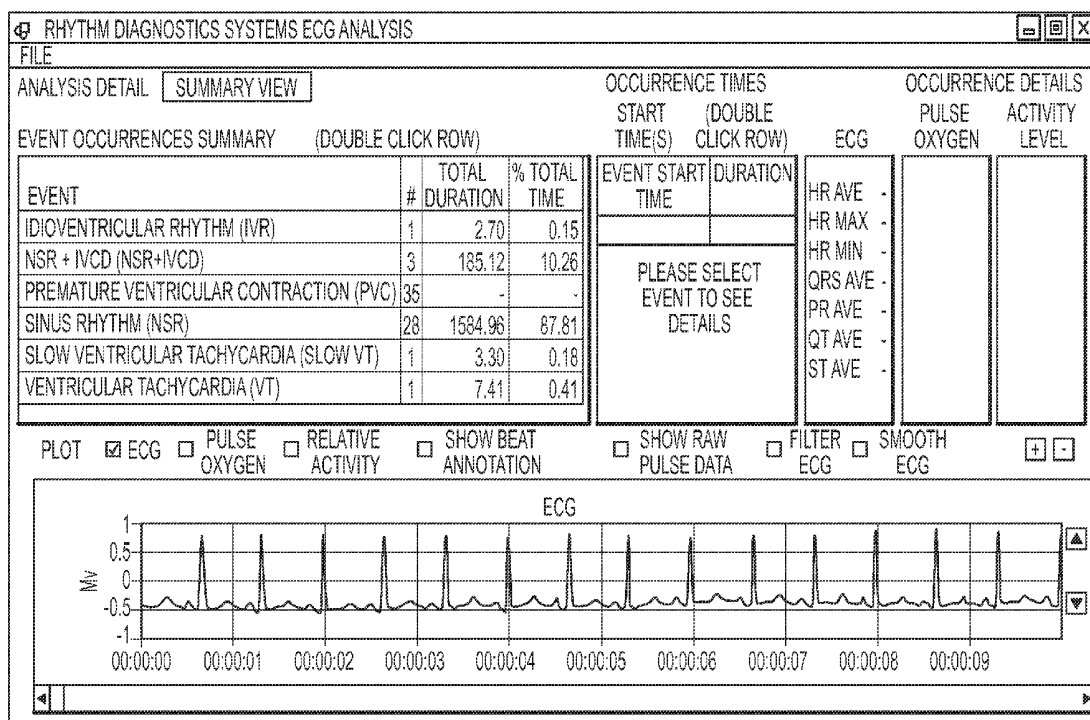 RHYTHM DIAGNOSTICS SYSTEMS ECG ANALYSIS
FILE
ANALYSIS DETAIL SUMMARY VIEW
EVENT OCCURRENCES SUMMARY (DOUBLE CLICK ROW)
EVENT # TOTAL DURATION % TOTAL TIME
IDIOVENTRICULAR RHYTHM (IVR) 1 2.70 0.15
NSR + IVCD (NSR+IVCD) 3 185.12 10.26
PREMATURE VENTRICULAR CONTRACTION (PVC) 35 - -
SINUS RHYTHM (NSR) 28 1584.96 87.81
SLOW VENTRICULAR TACHYCARDIA (SLOW VT) 1 3.30 0.18
VENTRICULAR TACHYCARDIA (VT) 1 7.41 0.41
OCCURRENCE TIMES
START TIME(S) (DOUBLE CLICK ROW)
EVENT START TIME DURATION
PLEASE SELECT
EVENT TO SEE
DETAILS
OCCURRENCE DETAILS
ECG
HR AVE -
HR MAX -
HR MIN -
QRS AVE -
PR AVE -
QT AVE -
ST AVE -
PULSE OXYGEN
ACTIVITY LEVEL
PLOT ECG PULSE OXYGEN RELATIVE ACTIVITY SHOW BEAT ANNOTATION SHOW RAW PULSE DATA FILTER ECG SMOOTH ECG + -
ECG
Mv
1
0.5
0
-0.5
-1
00:00:00 00:00:01 00:00:02 00:00:03 00:00:04 00:00:05 00:00:06 00:00:07 00:00:08 00:00:09